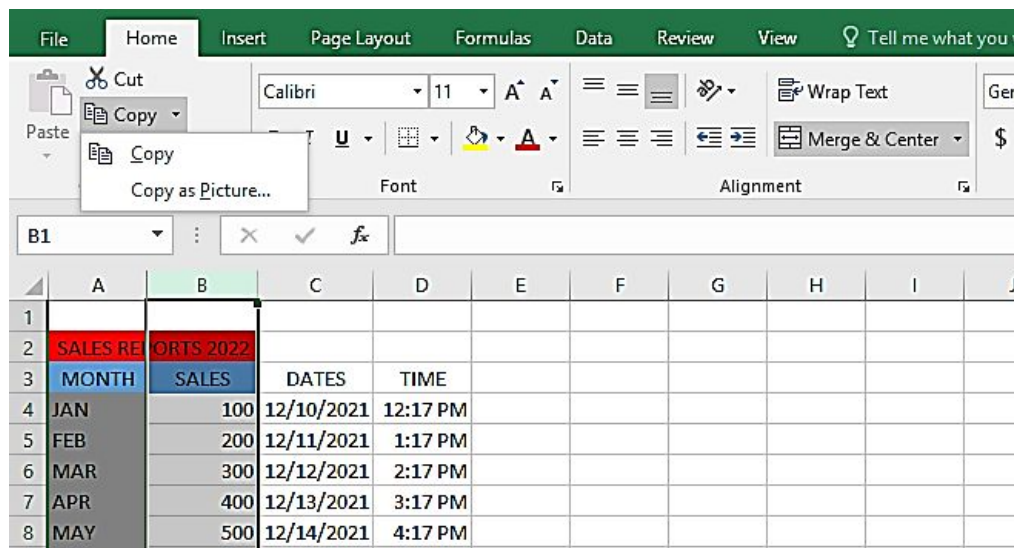 File Home Insert Page Layout Formulas Data Review View Tell me what you
Cut
Copy
Paste
Calibri 11 A A
Wrap Text
U A
Merge & Center $
Copy
Copy as Picture...
Font Alignment
B1 fx
A B C D E F G H I
1
2 SALES REPORTS 2022
3 MONTH SALES DATES TIME
4 JAN 100 12/10/2021 12:17 PM
5 FEB 200 12/11/2021 1:17 PM
6 MAR 300 12/12/2021 2:17 PM
7 APR 400 12/13/2021 3:17 PM
8 MAY 500 12/14/2021 4:17 PM